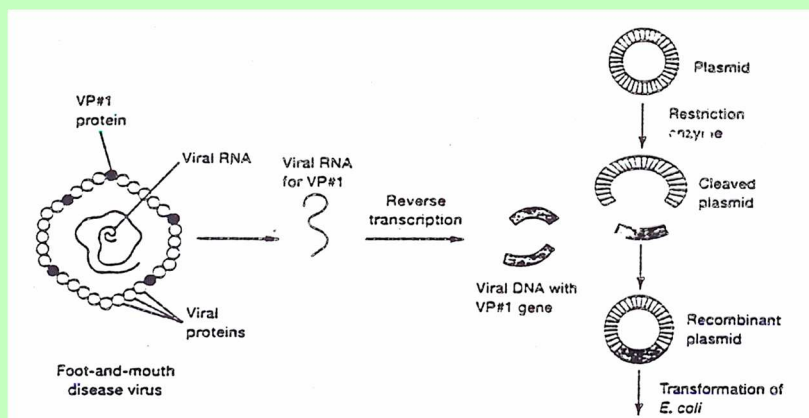 VP#1
protein
Viral RNA
Viral RNA
for VP#1
Reverse
transcription
Viral DNA with
VP#1 gene
Viral
proteins
Foot-and-mouth
disease virus
Plasmid
Restriction
enzyme
Cleaved
plasmid
Recombinant
plasmid
Transformation of
E. coli